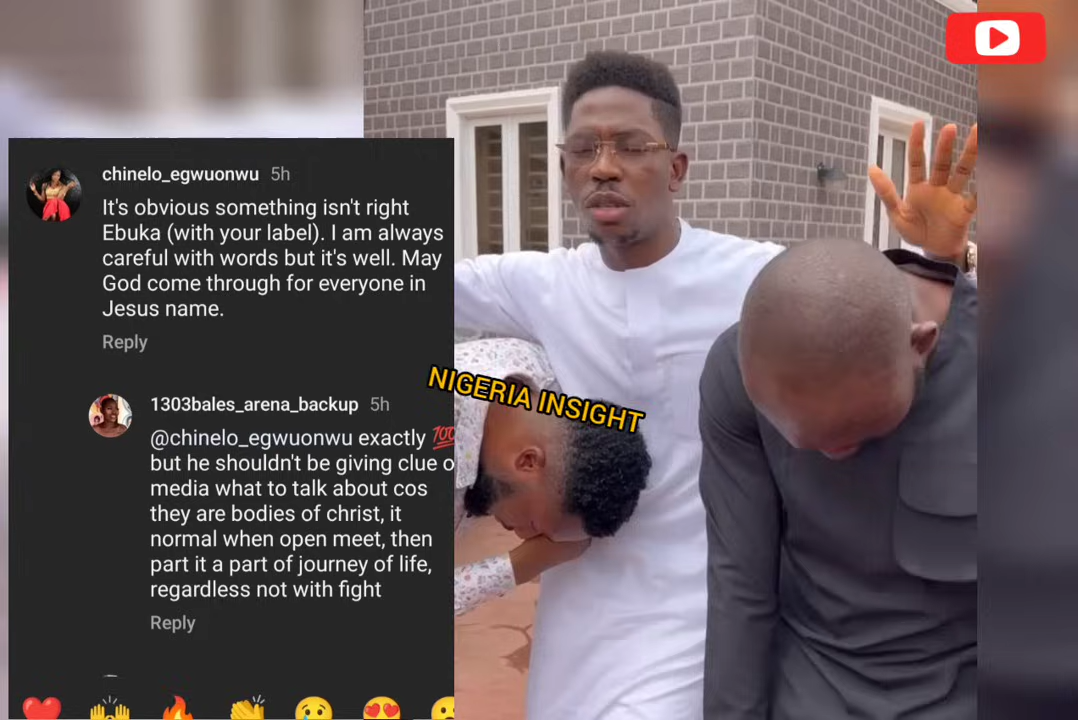 chinelo_egwuonwu 5h
It's obvious something isn't right
Ebuka (with your label). I am always
careful with words but it's well. May
God come through for everyone in
Jesus name.
Reply
1303bales_arena_backup 5h
@chinelo_egwuonwu exactly 💯
but he shouldn't be giving clue o
media what to talk about cos
they are bodies of christ, it
normal when open meet, then
part it a part of journey of life,
regardless not with fight
Reply
NIGERIA INSIGHT